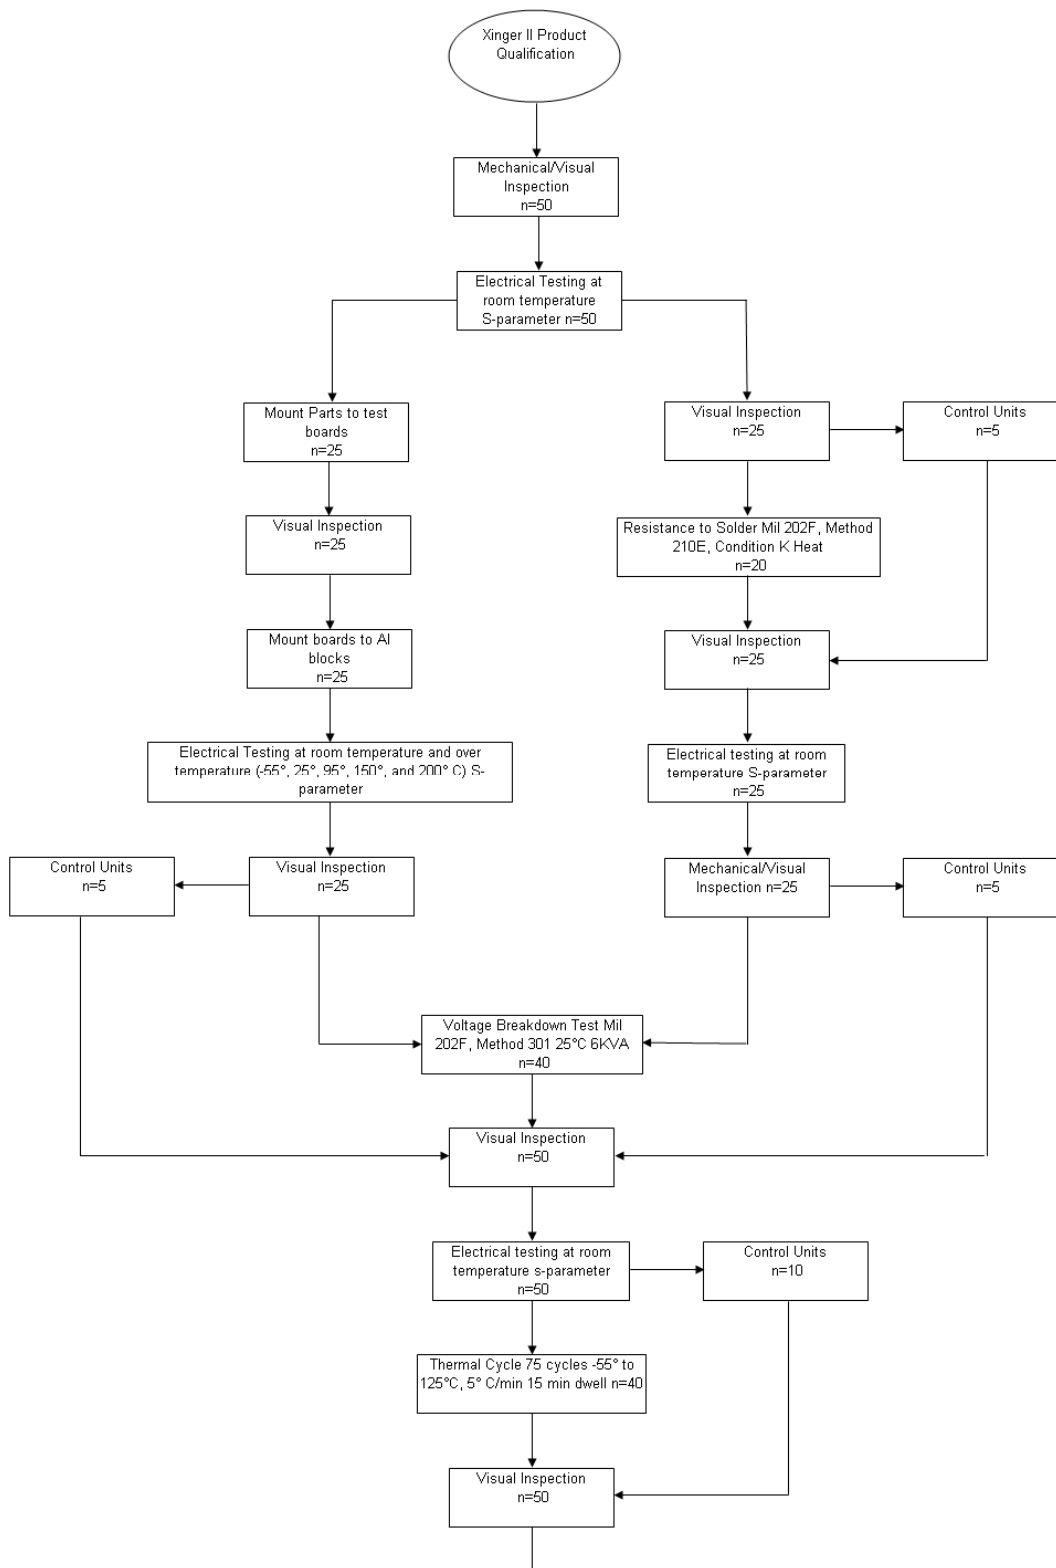 Xinger II Product
Qualification
Mechanical/Visual
Inspection
n=50
Electrical Testing at
room temperature
S-parameter n=50
Mount Parts to test
boards
n=25
Visual Inspection
n=25
Control Units
n=5
Visual Inspection
n=25
Resistance to Solder Mil 202F, Method
210E, Condition K Heat
n=20
Mount boards to Al
blocks
n=25
Visual Inspection
n=25
Electrical Testing at room temperature and over
temperature (-55°, 25°, 95°, 150°, and 200° C) S-
parameter
Electrical testing at room
temperature S-parameter
n=25
Control Units
n=5
Visual Inspection
n=25
Mechanical/Visual
Inspection n=25
Control Units
n=5
Voltage Breakdown Test Mil
202F, Method 301 25°C 6KVA
n=40
Visual Inspection
n=50
Electrical testing at room
temperature s-parameter
n=50
Control Units
n=10
Thermal Cycle 75 cycles -55° to
125°C, 5° C/min 15 min dwell n=40
Visual Inspection
n=50